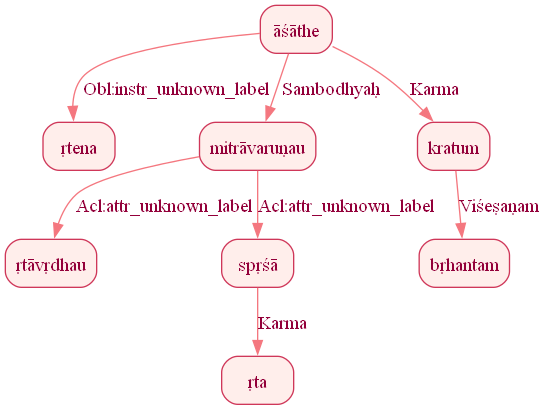 āśāthe
Obl:instr_unknown_label Sambodhyaḥ Karma
ṛtena mitrāvaruṇau kratum
Acl:attr_unknown_label Acl:attr_unknown_label Viśeṣaṇam
ṛtāvṛdhau spṛśā bṛhantam
Karma
ṛta